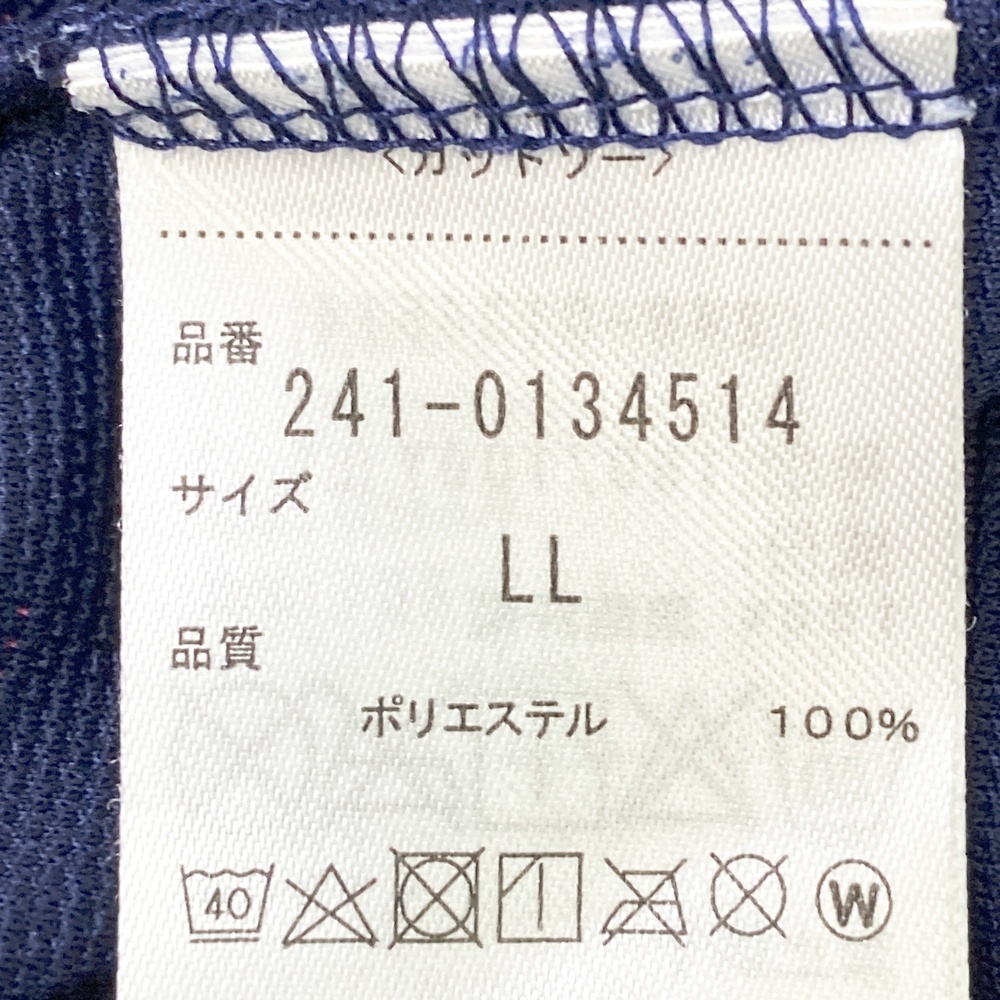 <カットソー>
品番
241-0134514
サイズ
LL
品質
ポリエステル 100%
40 W